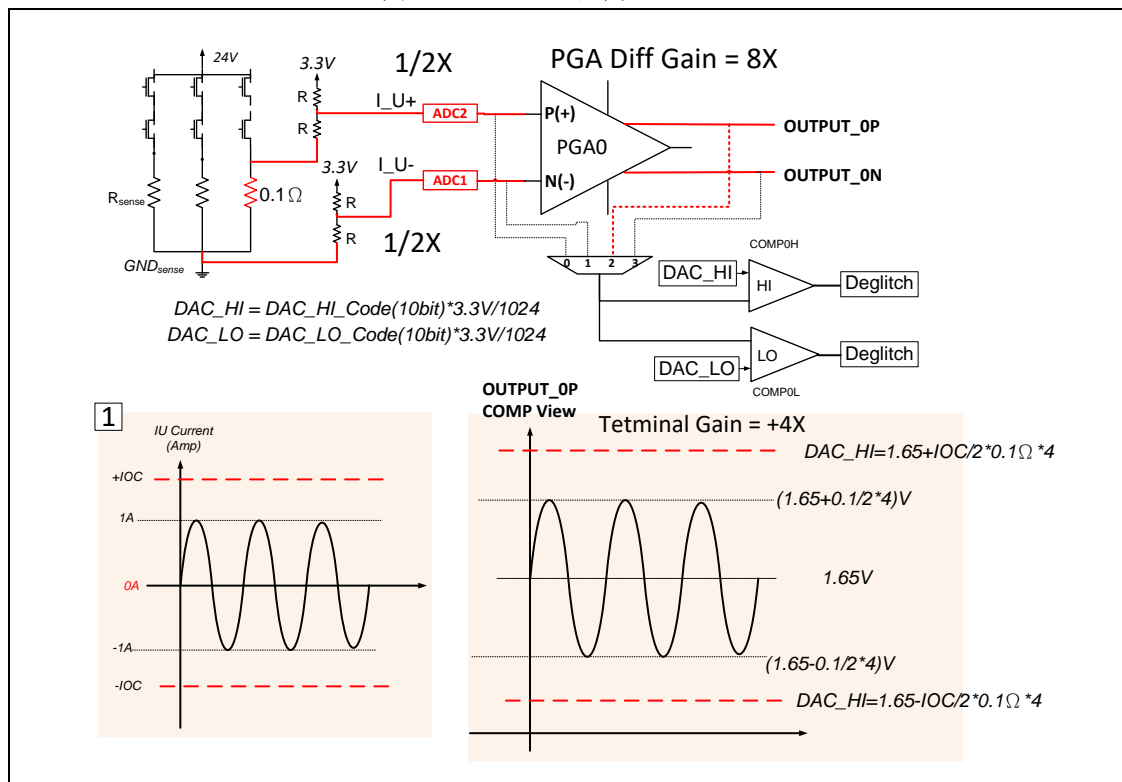 24V
3.3V
1/2X
PGA Diff Gain = 8X
R
I_U+
ADC2
P(+)
R
OUTPUT_0P
PGA0
3.3V
I_U-
ADC1
N(-)
OUTPUT_0N
Rsense
0.1Ω
R
R
1/2X
GNDsense
0 1 2 3
COMP0H
DAC_HI
HI
Deglitch
DAC_HI = DAC_HI_Code(10bit)*3.3V/1024
DAC_LO = DAC_LO_Code(10bit)*3.3V/1024
LO
Deglitch
DAC_LO
COMP0L
1
IU Current
(Amp)
+IOC
1A
0A
-1A
-IOC
OUTPUT_0P
COMP View
Tetminal Gain = +4X
DAC_HI=1.65+IOC/2*0.1Ω *4
(1.65+0.1/2*4)V
1.65V
(1.65-0.1/2*4)V
DAC_HI=1.65-IOC/2*0.1Ω *4